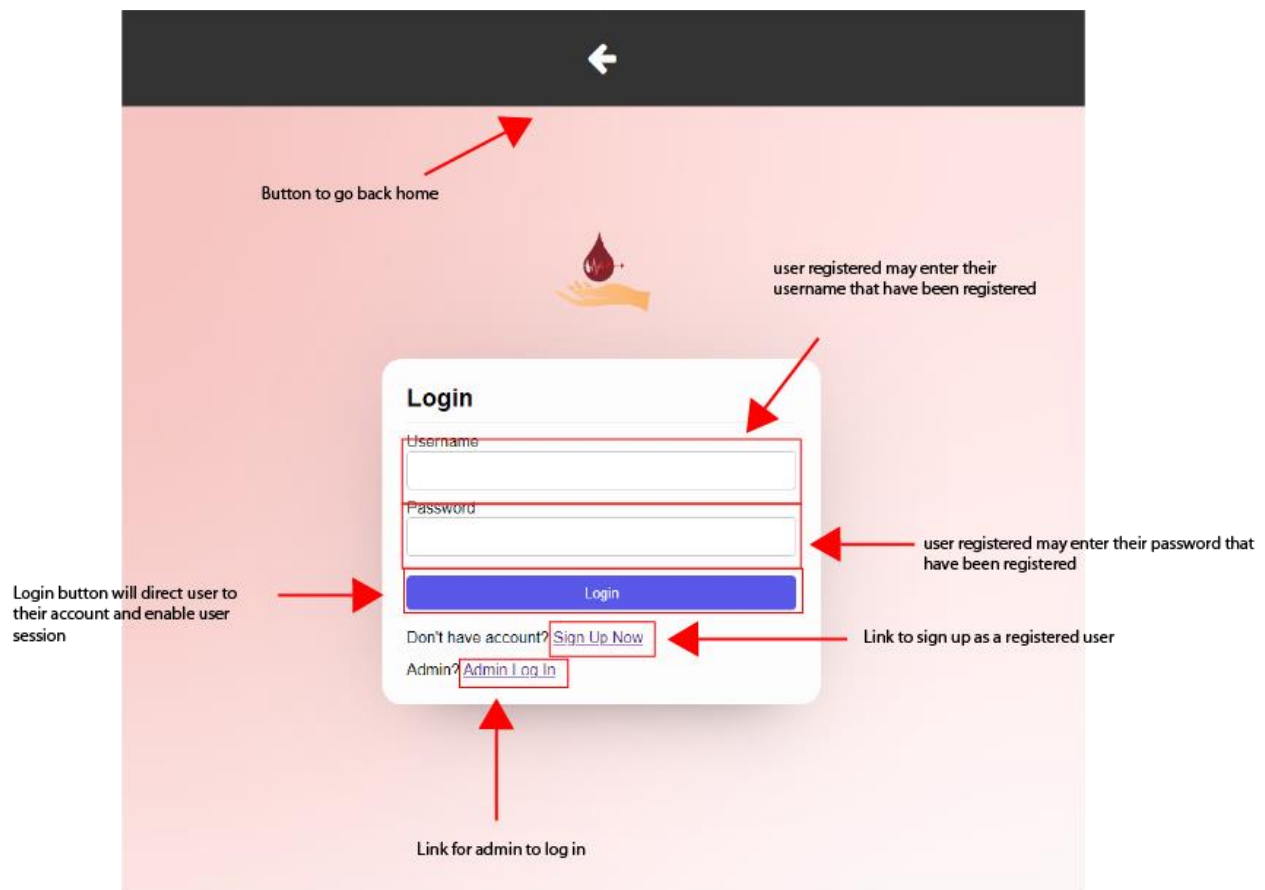 Button to go back home
user registered may enter their
username that have been registered
Login
Username
Password
user registered may enter their password that
have been registered
Login button will direct user to
their account and enable user
session
Login
Don't have account? Sign Up Now
Link to sign up as a registered user
Admin? Admin Log In
Link for admin to log in